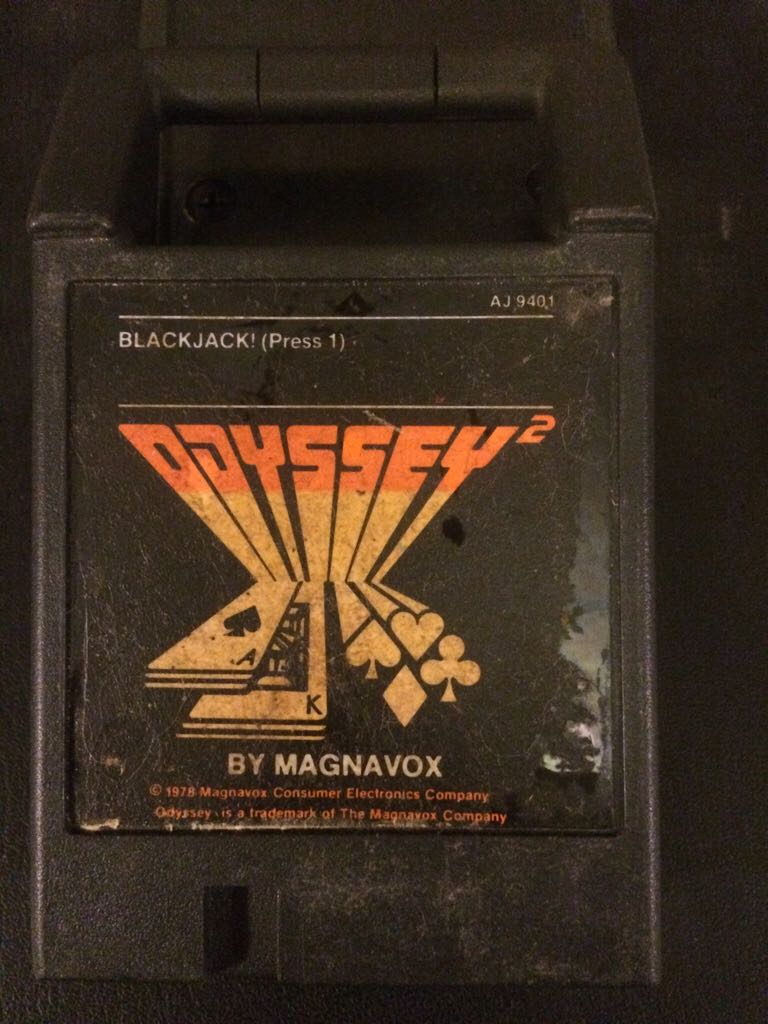 AJ 9401
BLACKJACK! (Press 1)
ODYSSEY²
A
K
BY MAGNAVOX
© 1978 Magnavox Consumer Electronics Company
Odyssey is a trademark of The Magnavox Company